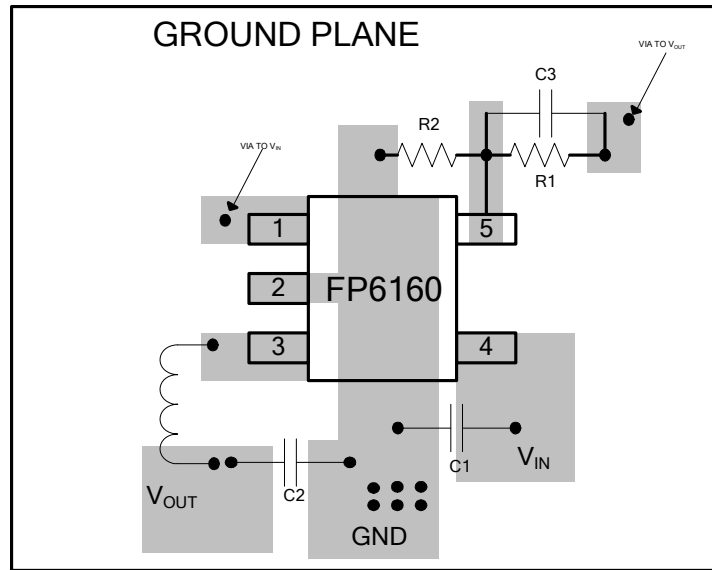 GROUND PLANE
VIA TO VOUT
C3
R2
R1
VIA TO VIN
1
5
2
FP6160
3
4
VIN
C1
VOUT
C2
GND